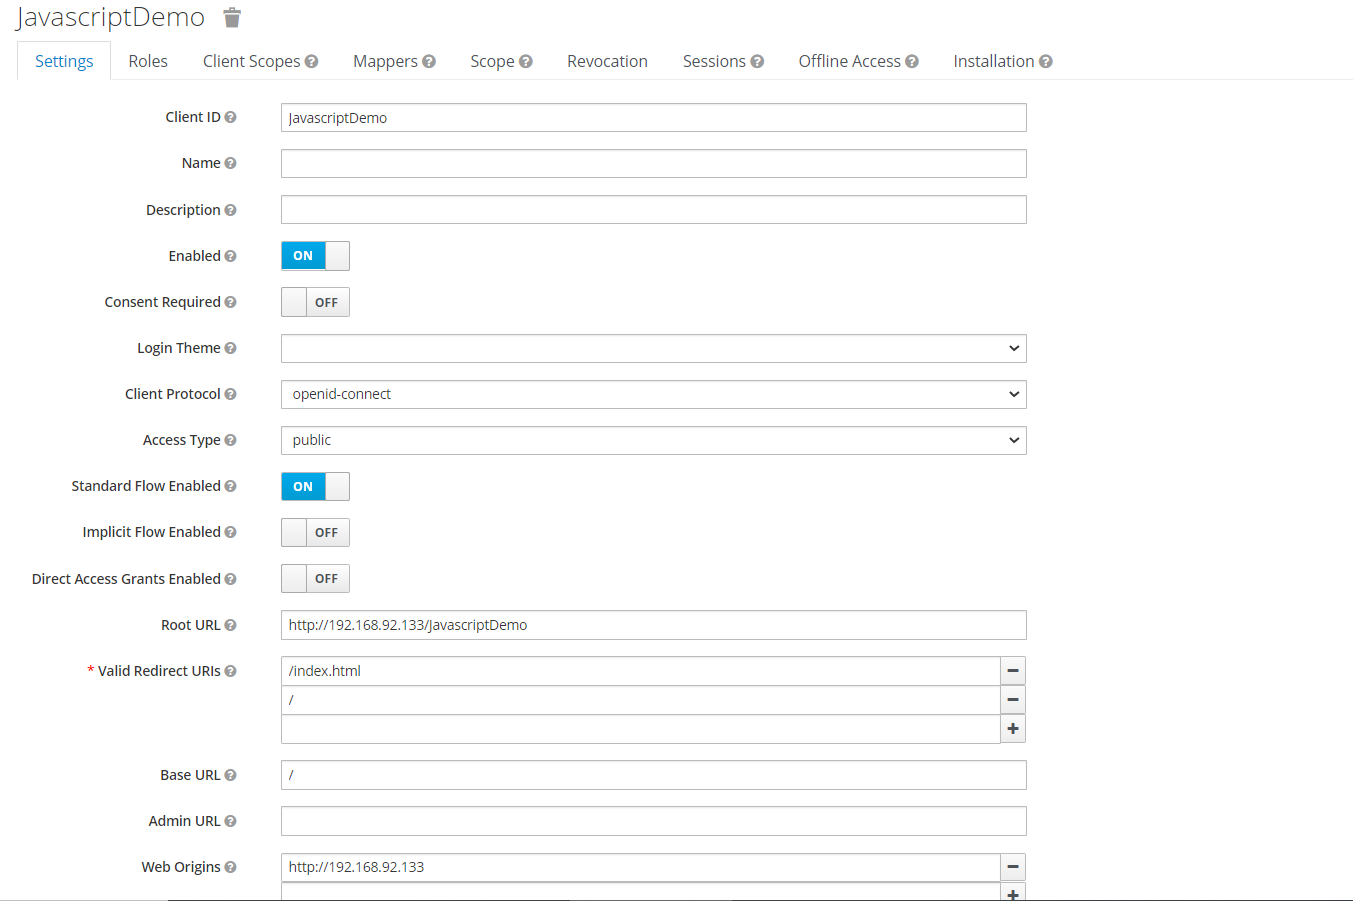 JavascriptDemo
Settings Roles Client Scopes Mappers Scope Revocation Sessions Offline Access Installation
Client ID JavascriptDemo
Name
Description
Enabled ON
Consent Required OFF
Login Theme
Client Protocol openid-connect
Access Type public
Standard Flow Enabled ON
Implicit Flow Enabled OFF
Direct Access Grants Enabled OFF
Root URL http://192.168.92.133/JavascriptDemo
* Valid Redirect URIs /index.html
/
Base URL /
Admin URL
Web Origins http://192.168.92.133